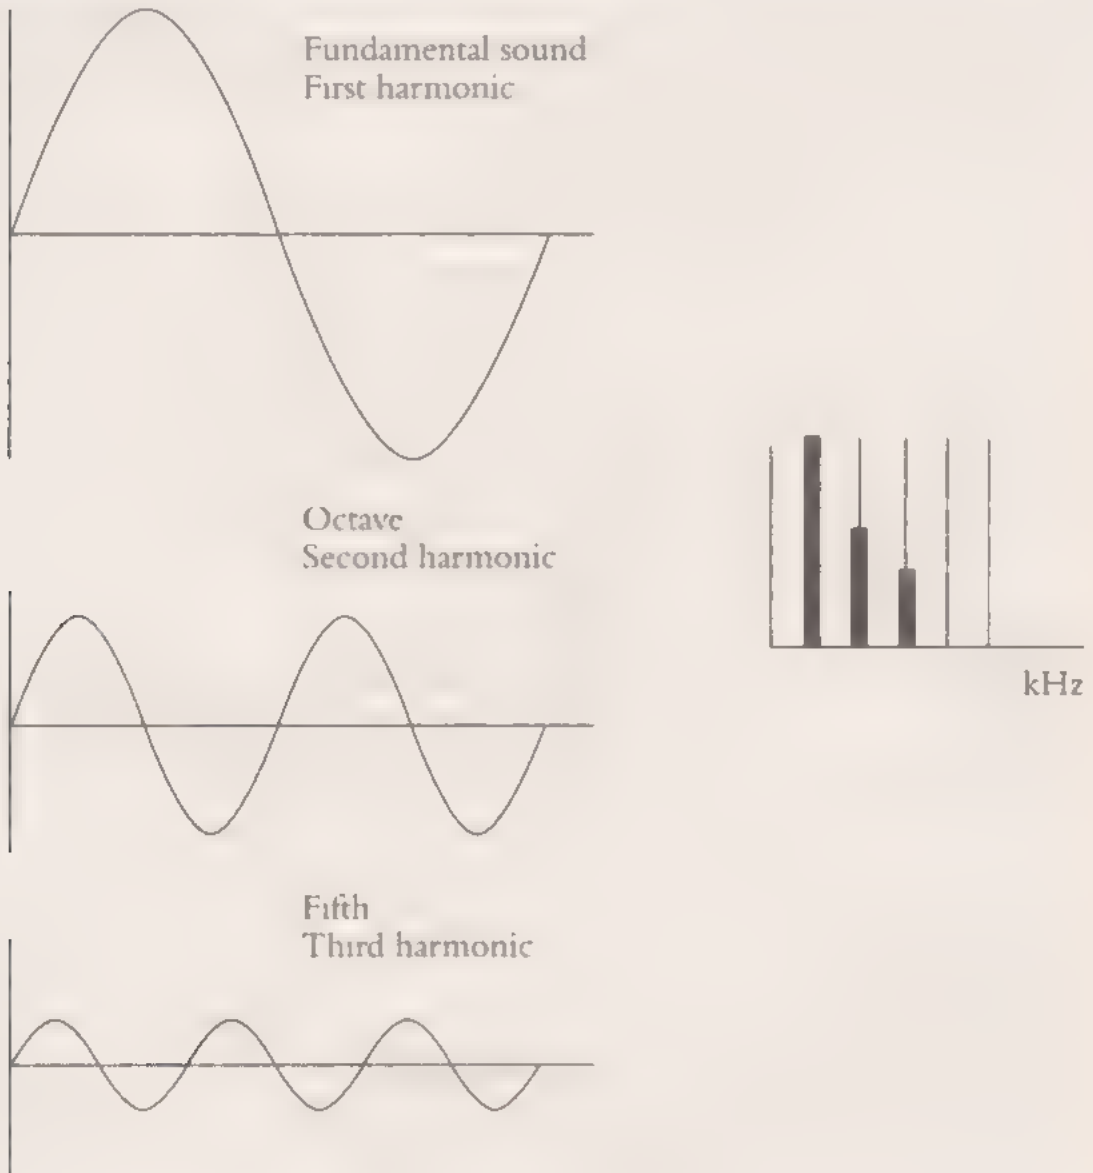 Fundamental sound
First harmonic
Octave
Second harmonic
kHz
Fifth
Third harmonic